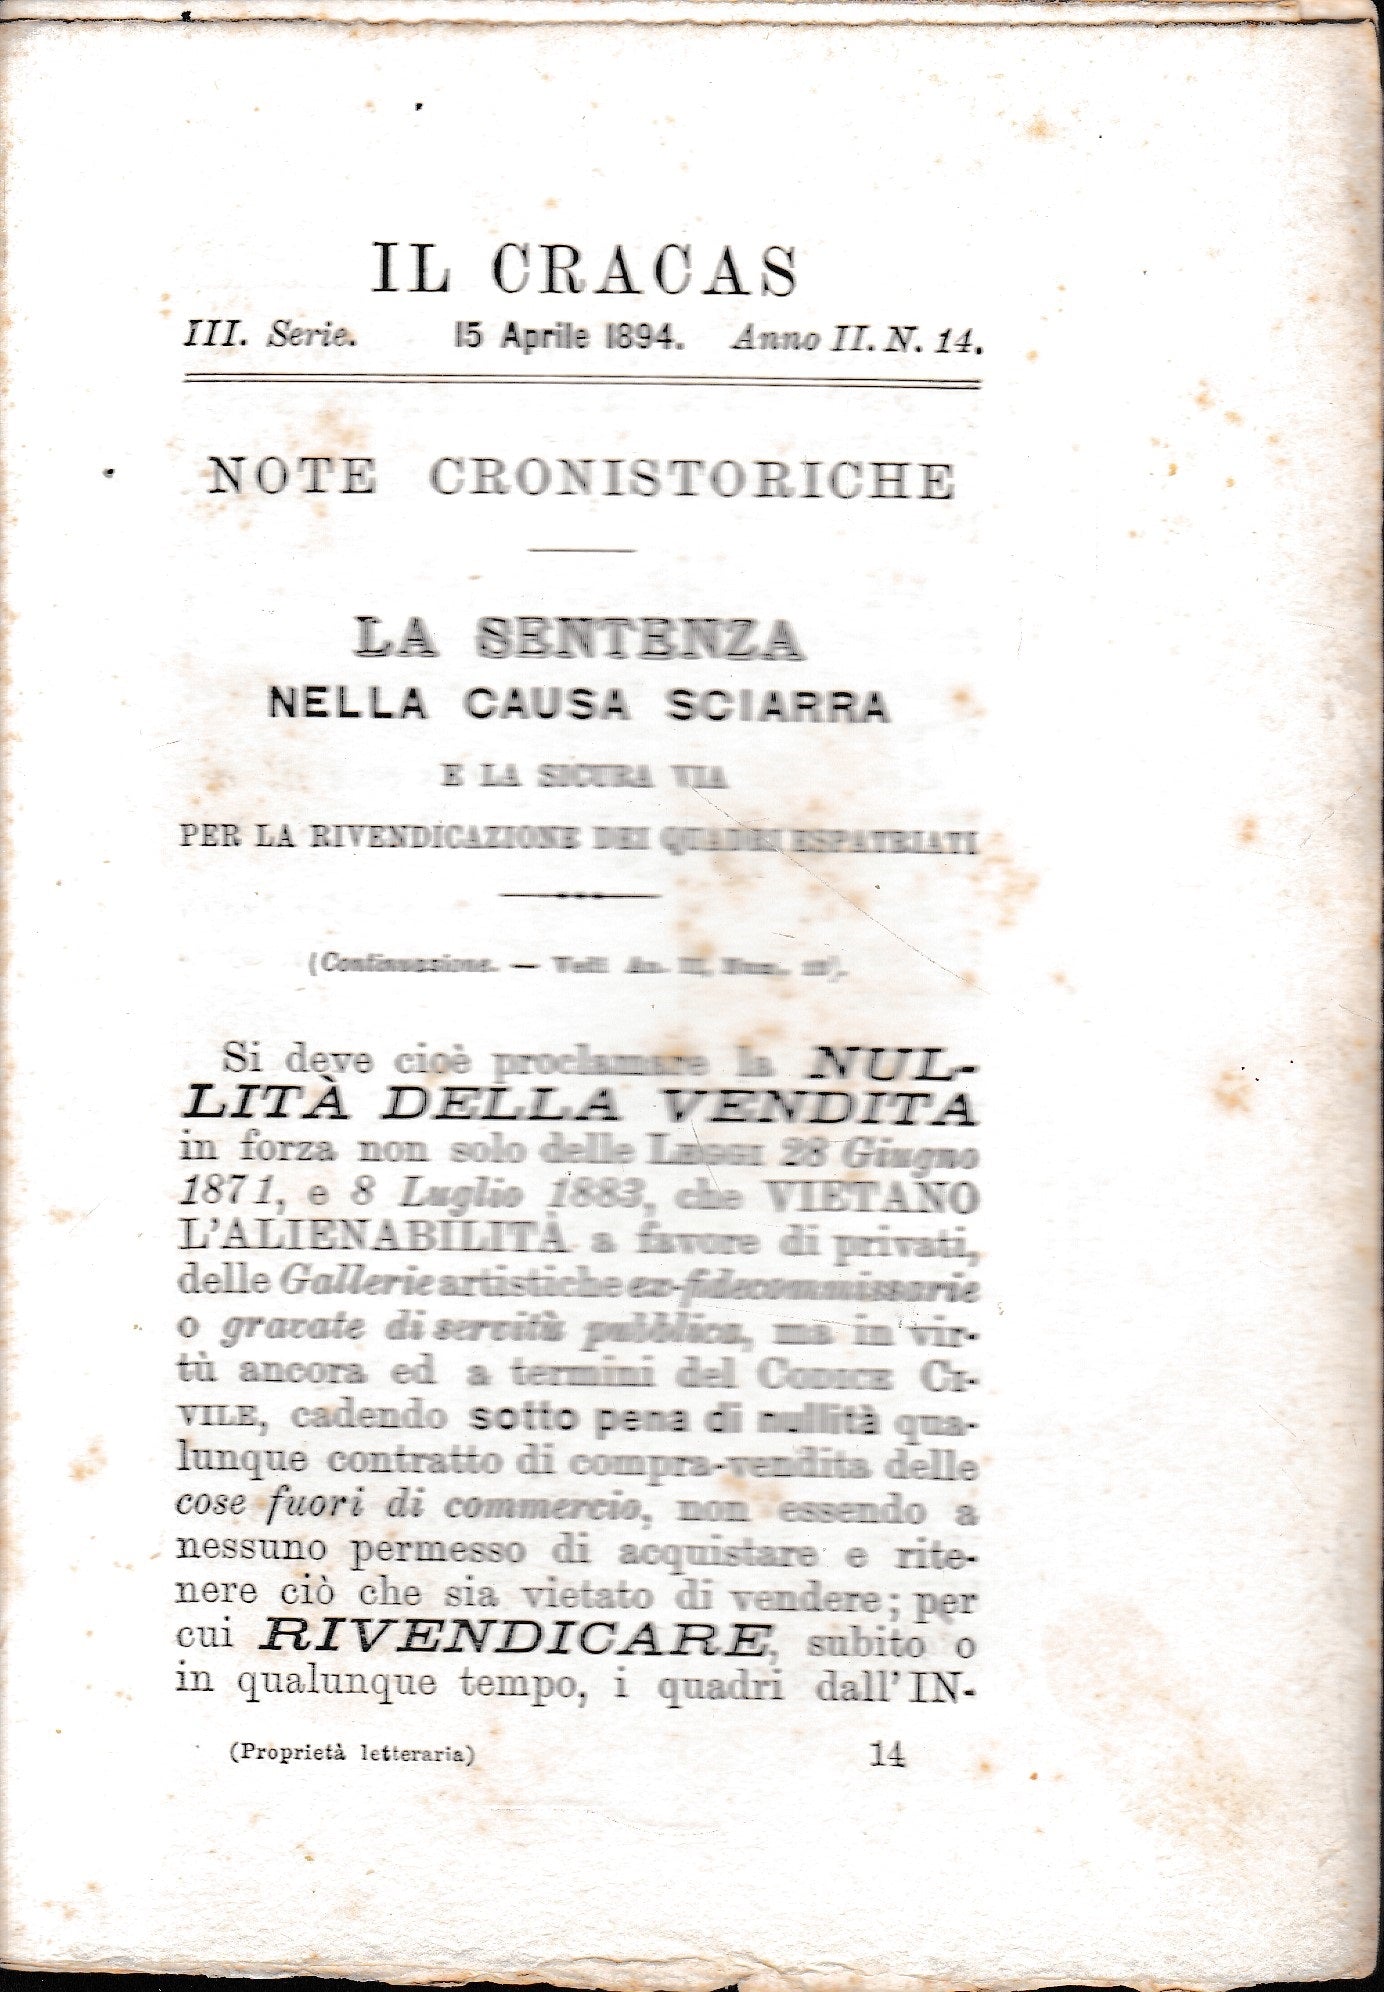 IL CRACAS
III. Serie. 15 Aprile 1894. Anno II. N. 14.
NOTE CRONISTORICHE
LA SENTENZA
NELLA CAUSA SCIARRA
E LA SICURA VIA
PER LA RIVENDICAZIONE DEI QUADRI ESPATRIATI
(Continuazione. — Vedi An. II, Num.
Si deve cioè proclamare la NUL-
LITÀ DELLA VENDITA
in forza non solo delle LEGGI 28 Giugno
1871, e 8 Luglio 1883, che VIETANO
L'ALIENABILITÀ a favore di privati,
delle Gallerie artistiche ex-fidecommissarie
o gravate di servitù pubblica, ma in vir-
tù ancora ed a termini del CODICE CI-
VILE, cadendo sotto pena di nullità qua-
lunque contratto di compra-vendita delle
cose fuori di commercio, non essendo a
nessuno permesso di acquistare e rite-
nere ciò che sia vietato di vendere; per
cui RIVENDICARE, subito o
in qualunque tempo, i quadri dall'IN-
(Proprietà letteraria) 14